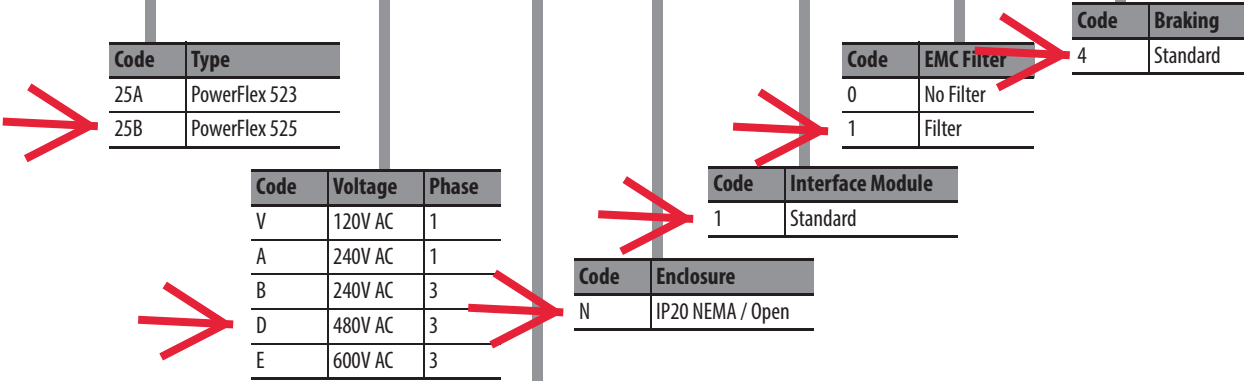 Code Type
25A PowerFlex 523
25B PowerFlex 525
Code Voltage Phase
V 120V AC 1
A 240V AC 1
B 240V AC 3
D 480V AC 3
E 600V AC 3
Code Enclosure
N IP20 NEMA / Open
Code Interface Module
1 Standard
Code EMC Filter
0 No Filter
1 Filter
Code Braking
4 Standard